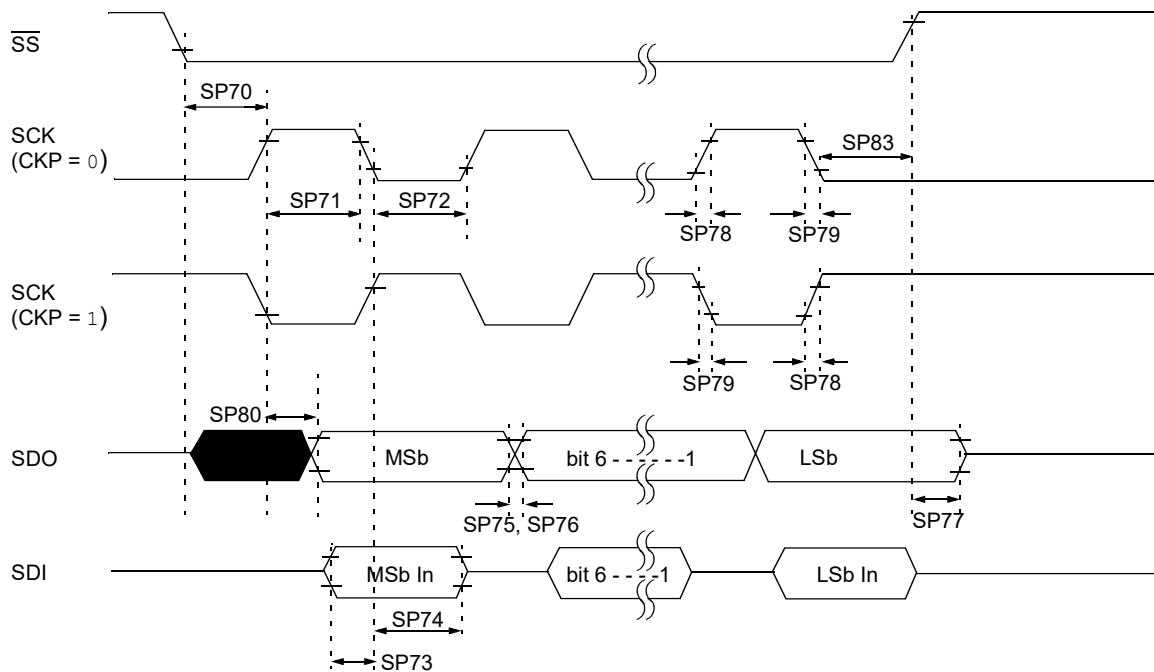 SS
SP70
SCK
(CKP = 0)
SP83
SP71
SP72
SP78
SP79
SCK
(CKP = 1)
SP79
SP78
SP80
SDO
MSb
bit 6 - - - - - -1
LSb
SP75, SP76
SP77
SDI
MSb In
bit 6 - - - -1
LSb In
SP74
SP73